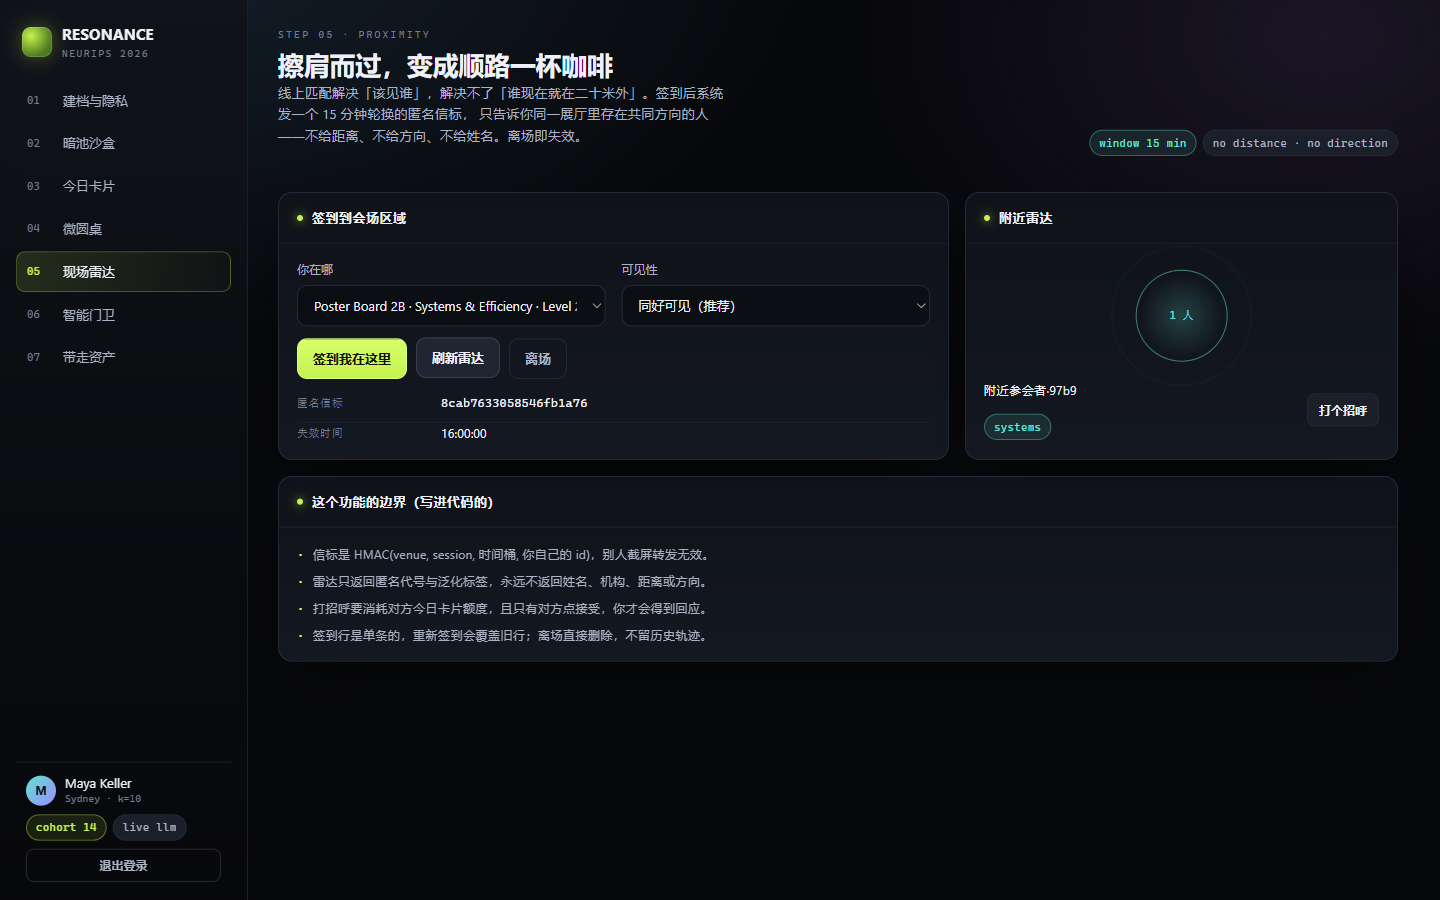 RESONANCE
NEURIPS 2026
01 建档与隐私
02 暗池沙盒
03 今日卡片
04 微圆桌
05 现场雷达
06 智能门卫
07 带走资产
Maya Keller
M
Sydney · k=10
cohort 14
live llm
退出登录
STEP 05 · PROXIMITY
擦肩而过，变成顺路一杯咖啡
线上匹配解决「该见谁」，解决不了「谁现在就在二十米外」。签到后系统
发一个 15 分钟轮换的匿名信标， 只告诉你同一展厅里存在共同方向的人
——不给距离、不给方向、不给姓名。离场即失效。
window 15 min
no distance · no direction
签到到会场区域
你在哪
可见性
Poster Board 2B · Systems & Efficiency · Level
同好可见（推荐）
签到我在这里
刷新雷达
离场
匿名信标 8cab7633058546fb1a76
失效时间 16:00:00
附近雷达
1 人
附近参会者·97b9
systems
打个招呼
这个功能的边界（写进代码的）
· 信标是 HMAC(venue, session, 时间桶, 你自己的 id)，别人截屏转发无效。
· 雷达只返回匿名代号与泛化标签，永远不返回姓名、机构、距离或方向。
· 打招呼要消耗对方今日卡片额度，且只有对方点接受，你才会得到回应。
· 签到行是单条的，重新签到会覆盖旧行；离场直接删除，不留历史轨迹。